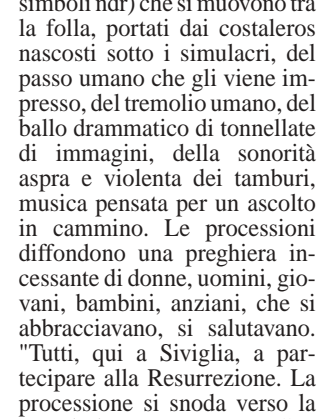 simboli ndr) che si muovono tra
la folla, portati dai costaleros
nascosti sotto i simulacri, del
passo umano che gli viene im-
presso, del tremolio umano, del
ballo drammatico di tonnellate
di immagini, della sonorità
aspra e violenta dei tamburi,
musica pensata per un ascolto
in cammino. Le processioni
diffondono una preghiera in-
cessante di donne, uomini, gio-
vani, bambini, anziani, che si
abbracciavano, si salutavano.
"Tutti, qui a Siviglia, a par-
tecipare alla Resurrezione. La
processione si snoda verso la